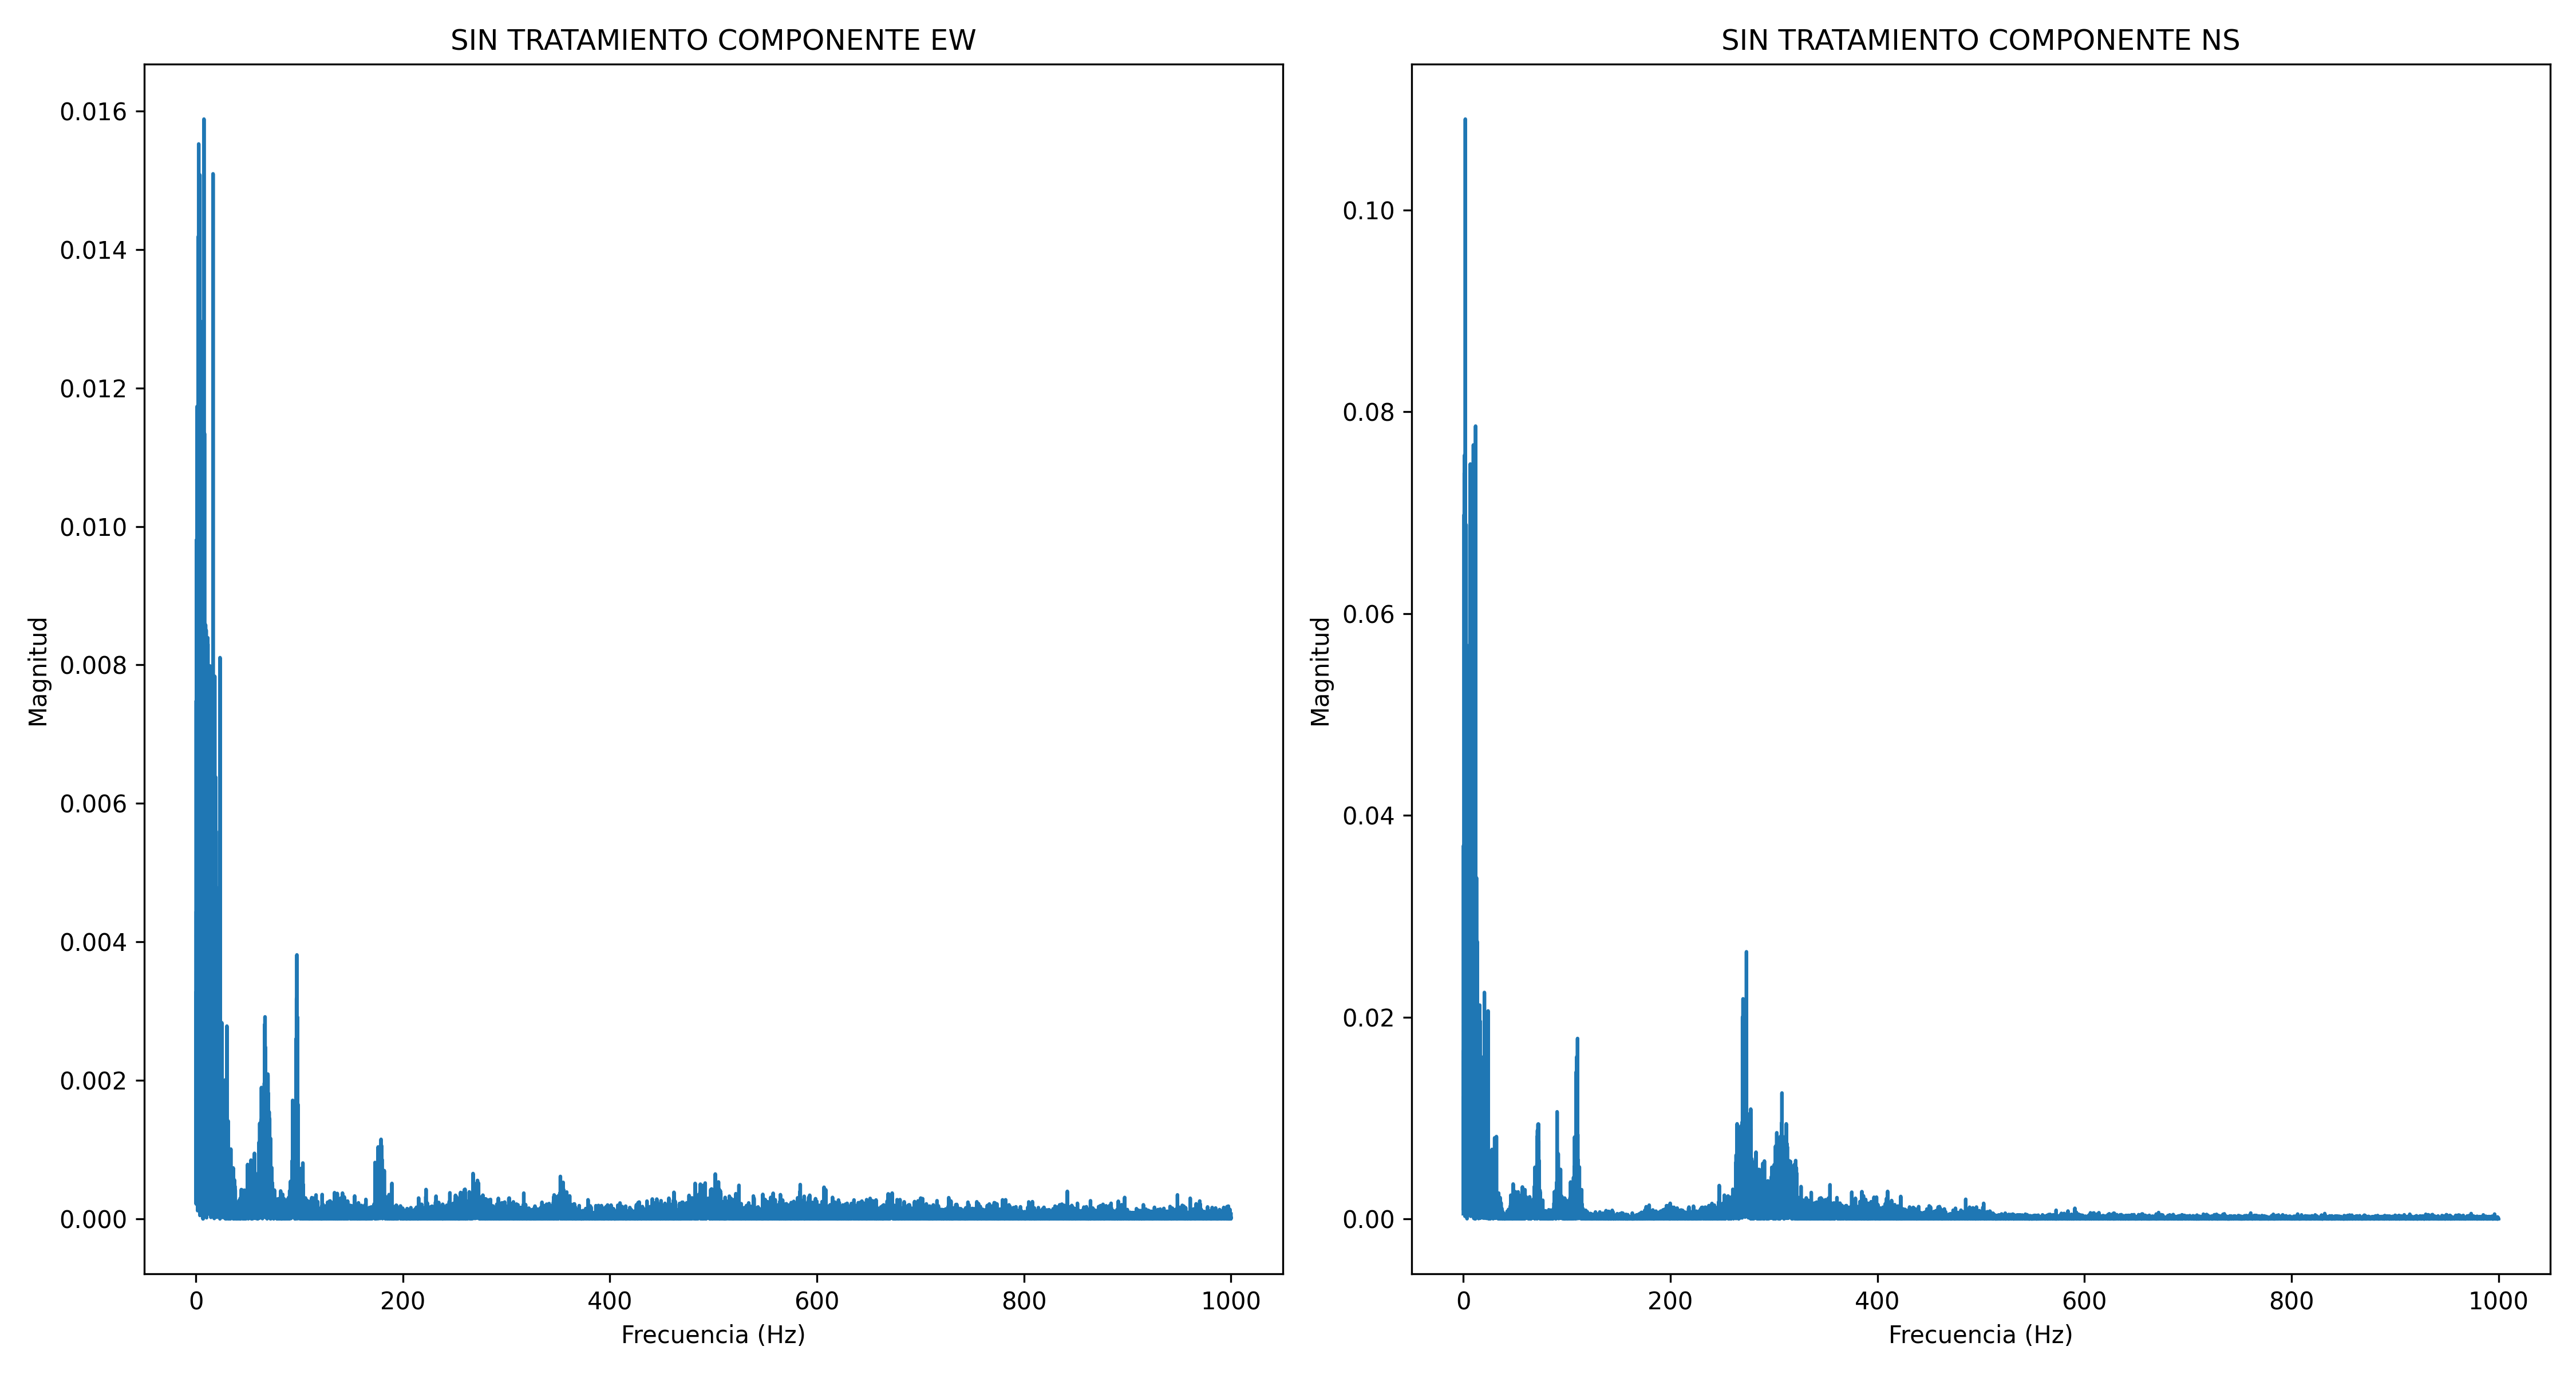 SIN TRATAMIENTO COMPONENTE EW
Magnitud
0.016
0.014
0.012
0.010
0.008
0.006
0.004
0.002
0.000
0 200 400 600 800 1000
Frecuencia (Hz)
SIN TRATAMIENTO COMPONENTE NS
Magnitud
0.10
0.08
0.06
0.04
0.02
0.00
0 200 400 600 800 1000
Frecuencia (Hz)